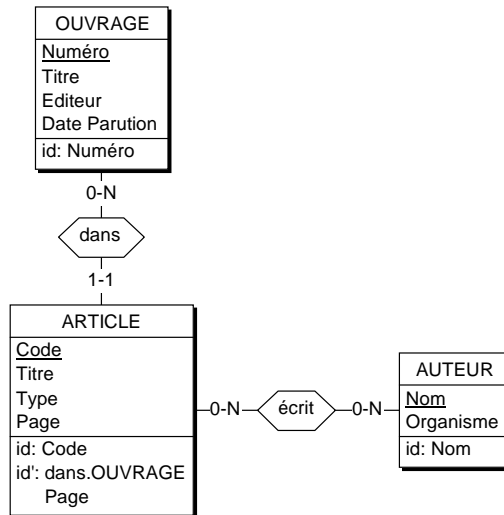 OUVRAGE
Numéro
Titre
Editeur
Date Parution
id: Numéro
0-N
dans
1-1
ARTICLE
Code
Titre
Type
Page
id: Code
id': dans.OUVRAGE
Page
0-N
écrit
0-N
AUTEUR
Nom
Organisme
id: Nom